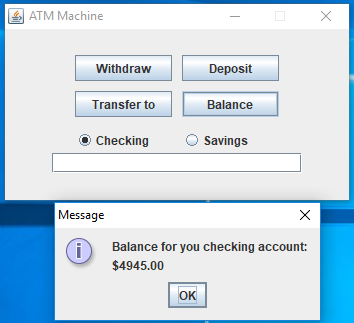 ATM Machine
Withdraw Deposit
Transfer to Balance
Checking Savings
Message
Balance for you checking account:
$4945.00
OK